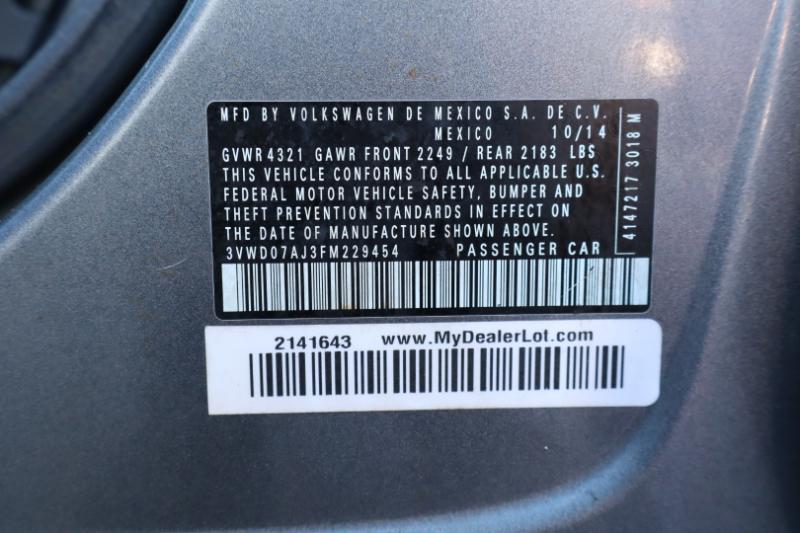 MFD BY VOLKSWAGEN DE MEXICO S.A. DE C.V.
MEXICO 10/14
GVWR 4321 GAWR FRONT 2249 / REAR 2183 LBS
THIS VEHICLE CONFORMS TO ALL APPLICABLE U.S.
FEDERAL MOTOR VEHICLE SAFETY, BUMPER AND
THEFT PREVENTION STANDARDS IN EFFECT ON
THE DATE OF MANUFACTURE SHOWN ABOVE.
3VWD07AJ3FM229454 PASSENGER CAR
4147217 3018 M
2141643 www.MyDealerLot.com